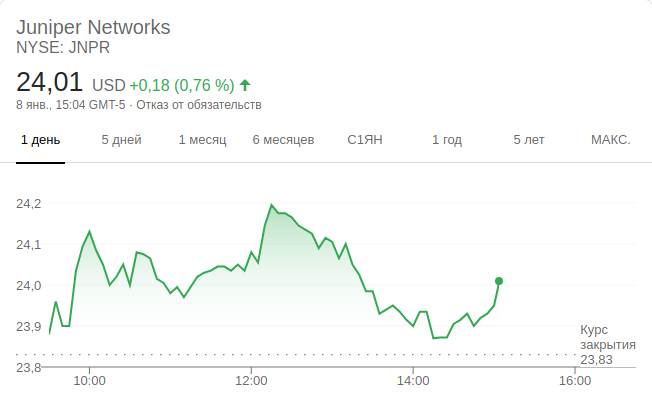 Juniper Networks
NYSE: JNPR
24,01 USD +0,18 (0,76 %)
8 янв., 15:04 GMT-5 · Отказ от обязательств
1 день 5 дней 1 месяц 6 месяцев С1ЯН 1 год 5 лет МАКС.
24,2
24,1
24,0
23,9
23,8
Курс
закрытия
23,83
10:00 12:00 14:00 16:00